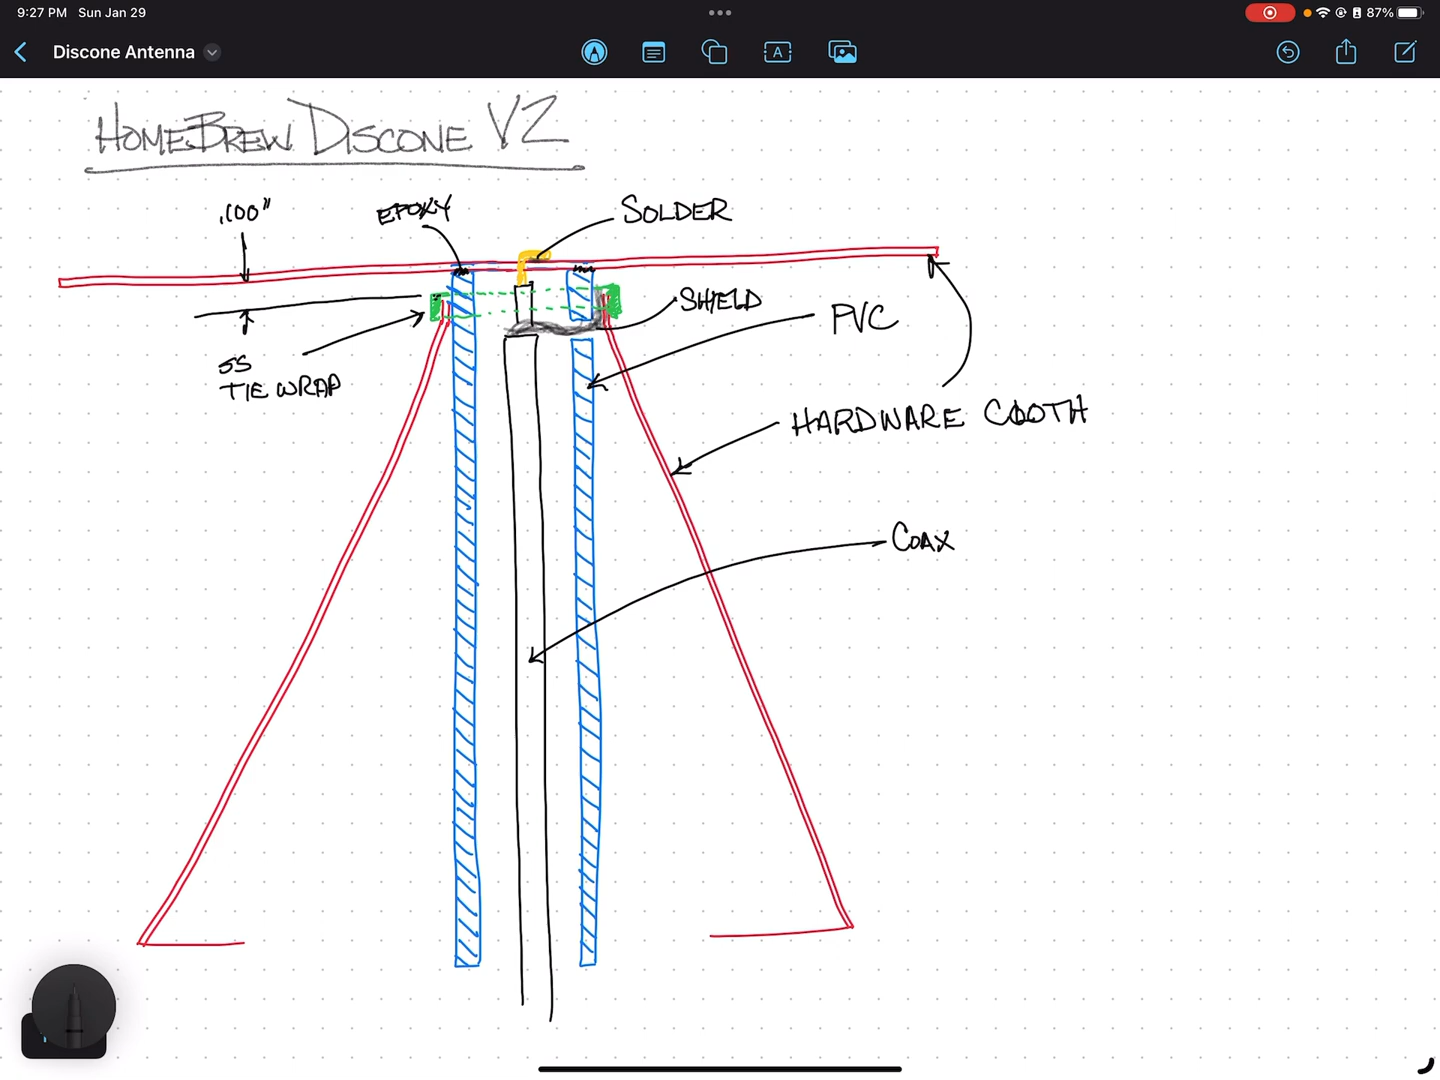 9:27 PM Sun Jan 29
87%
Discone Antenna
A
HOMEBREW DISCONE V2
.100"
EPOXY
SOLDER
SHIELD
PVC
SS
TIE WRAP
HARDWARE CLOTH
COAX